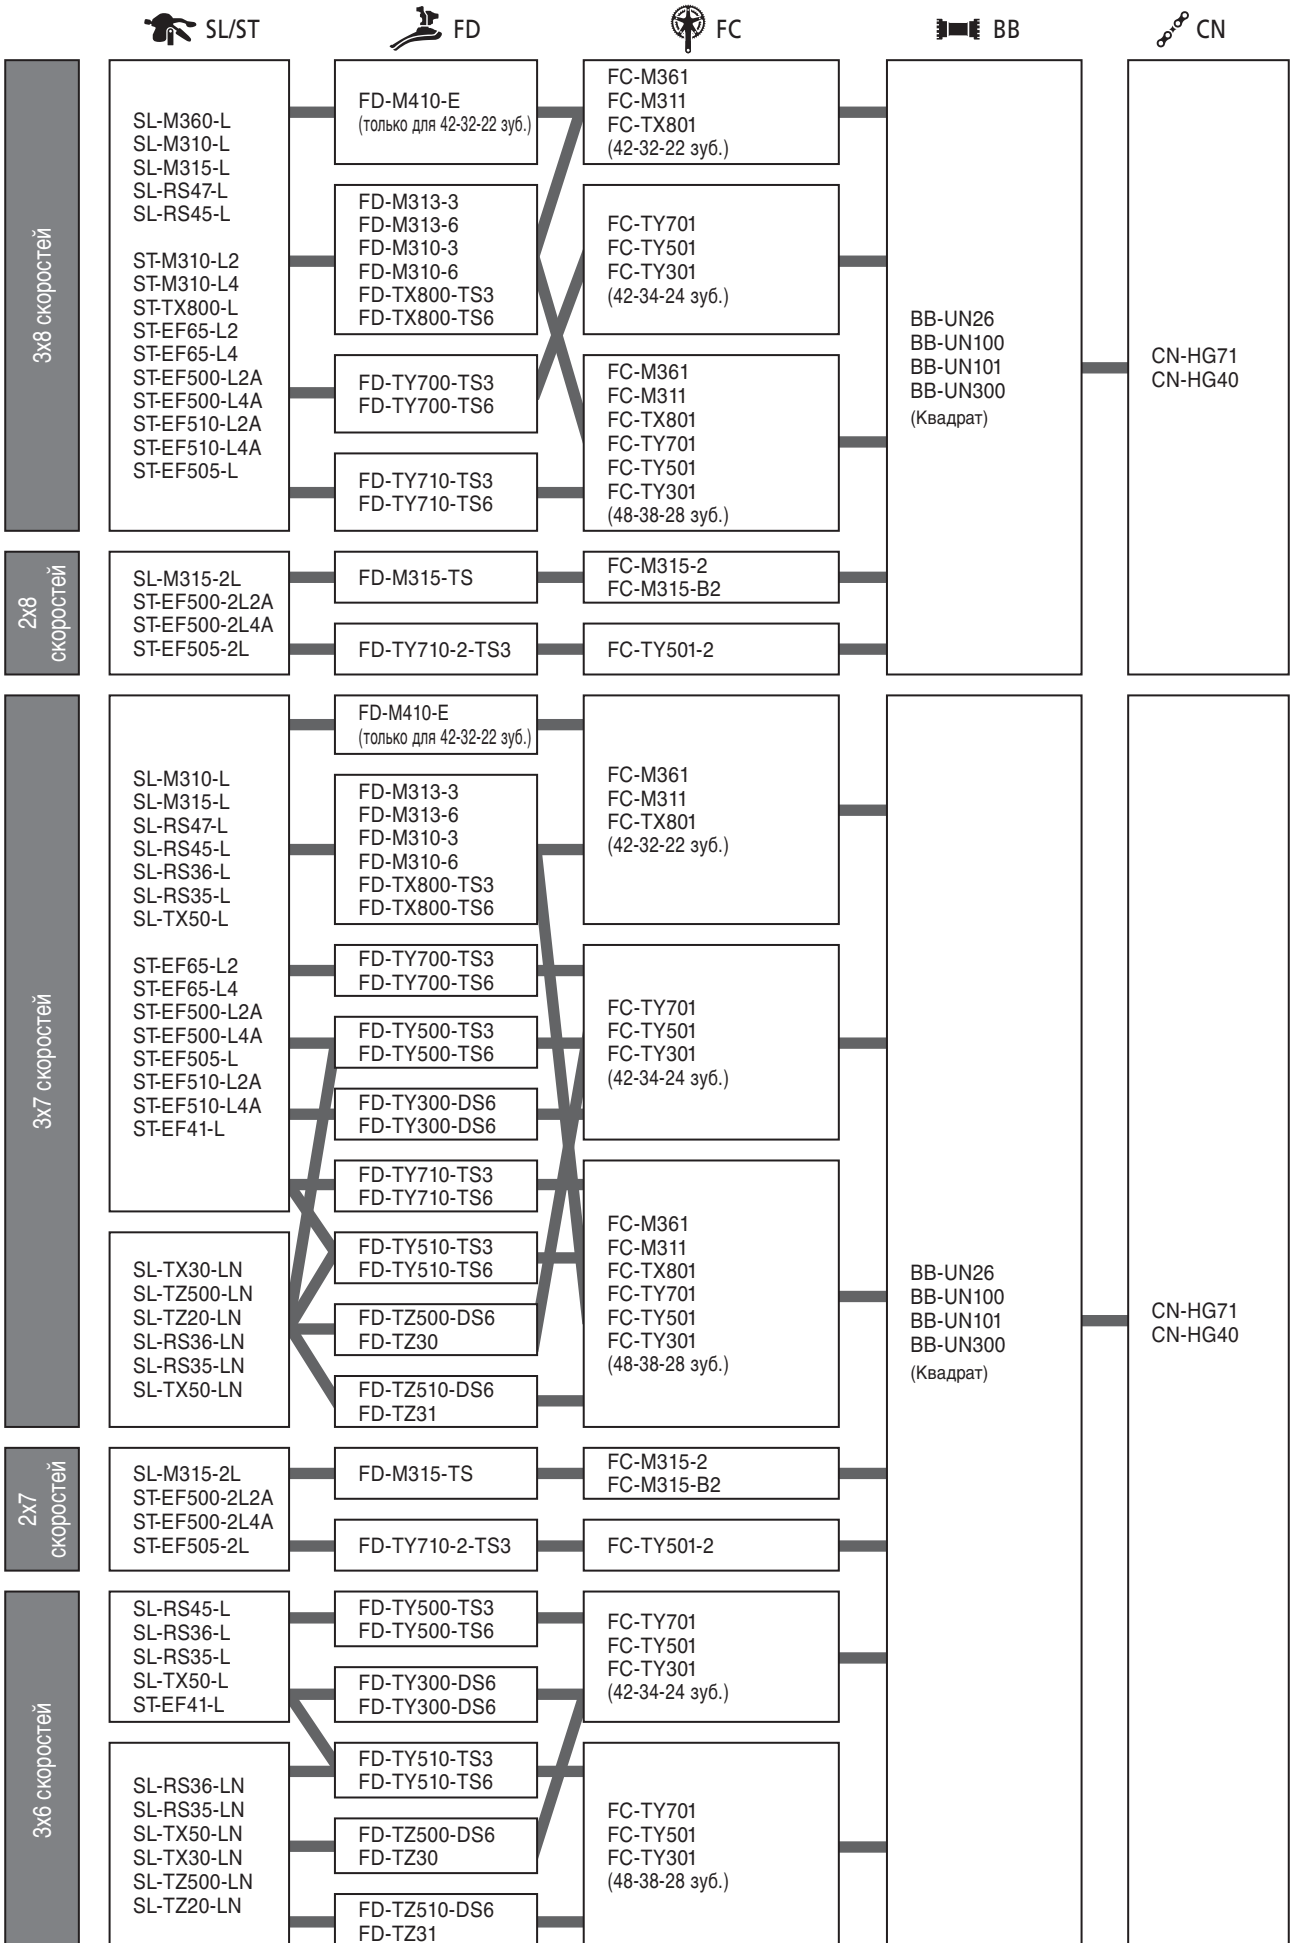 SL/ST
FD
FC
BB
CN
3x8 скоростей
SL-M360-L
SL-M310-L
SL-M315-L
SL-RS47-L
SL-RS45-L
ST-M310-L2
ST-M310-L4
ST-TX800-L
ST-EF65-L2
ST-EF65-L4
ST-EF500-L2A
ST-EF500-L4A
ST-EF510-L2A
ST-EF510-L4A
ST-EF505-L
FD-M410-E
(только для 42-32-22 зуб.)
FD-M313-3
FD-M313-6
FD-M310-3
FD-M310-6
FD-TX800-TS3
FD-TX800-TS6
FD-TY700-TS3
FD-TY700-TS6
FD-TY710-TS3
FD-TY710-TS6
FC-M361
FC-M311
FC-TX801
(42-32-22 зуб.)
FC-TY701
FC-TY501
FC-TY301
(42-34-24 зуб.)
FC-M361
FC-M311
FC-TX801
FC-TY701
FC-TY501
FC-TY301
(48-38-28 зуб.)
BB-UN26
BB-UN100
BB-UN101
BB-UN300
(Квадрат)
CN-HG71
CN-HG40
2x8
скоростей
SL-M315-2L
ST-EF500-2L2A
ST-EF500-2L4A
ST-EF505-2L
FD-M315-TS
FD-TY710-2-TS3
FC-M315-2
FC-M315-B2
FC-TY501-2
3x7 скоростей
SL-M310-L
SL-M315-L
SL-RS47-L
SL-RS45-L
SL-RS36-L
SL-RS35-L
SL-TX50-L
ST-EF65-L2
ST-EF65-L4
ST-EF500-L2A
ST-EF500-L4A
ST-EF505-L
ST-EF510-L2A
ST-EF510-L4A
ST-EF41-L
SL-TX30-LN
SL-TZ500-LN
SL-TZ20-LN
SL-RS36-LN
SL-RS35-LN
SL-TX50-LN
FD-M410-E
(только для 42-32-22 зуб.)
FD-M313-3
FD-M313-6
FD-M310-3
FD-M310-6
FD-TX800-TS3
FD-TX800-TS6
FD-TY700-TS3
FD-TY700-TS6
FD-TY500-TS3
FD-TY500-TS6
FD-TY300-DS6
FD-TY300-DS6
FD-TY710-TS3
FD-TY710-TS6
FD-TY510-TS3
FD-TY510-TS6
FD-TZ500-DS6
FD-TZ30
FD-TZ510-DS6
FD-TZ31
FC-M361
FC-M311
FC-TX801
(42-32-22 зуб.)
FC-TY701
FC-TY501
FC-TY301
(42-34-24 зуб.)
FC-M361
FC-M311
FC-TX801
FC-TY701
FC-TY501
FC-TY301
(48-38-28 зуб.)
BB-UN26
BB-UN100
BB-UN101
BB-UN300
(Квадрат)
CN-HG71
CN-HG40
2x7
скоростей
SL-M315-2L
ST-EF500-2L2A
ST-EF500-2L4A
ST-EF505-2L
FD-M315-TS
FD-TY710-2-TS3
FC-M315-2
FC-M315-B2
FC-TY501-2
3x6 скоростей
SL-RS45-L
SL-RS36-L
SL-RS35-L
SL-TX50-L
ST-EF41-L
SL-RS36-LN
SL-RS35-LN
SL-TX50-LN
SL-TX30-LN
SL-TZ500-LN
SL-TZ20-LN
FD-TY500-TS3
FD-TY500-TS6
FD-TY300-DS6
FD-TY300-DS6
FD-TY510-TS3
FD-TY510-TS6
FD-TZ500-DS6
FD-TZ30
FD-TZ510-DS6
FD-TZ31
FC-TY701
FC-TY501
FC-TY301
(42-34-24 зуб.)
FC-TY701
FC-TY501
FC-TY301
(48-38-28 зуб.)